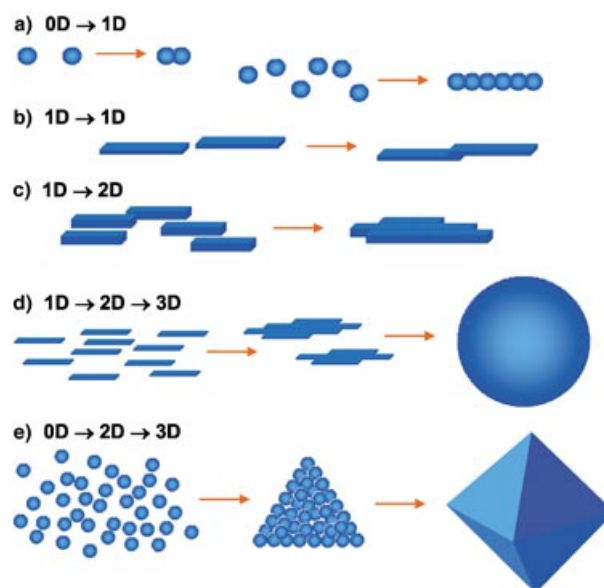 a) 0D → 1D
b) 1D → 1D
c) 1D → 2D
d) 1D → 2D → 3D
e) 0D → 2D → 3D